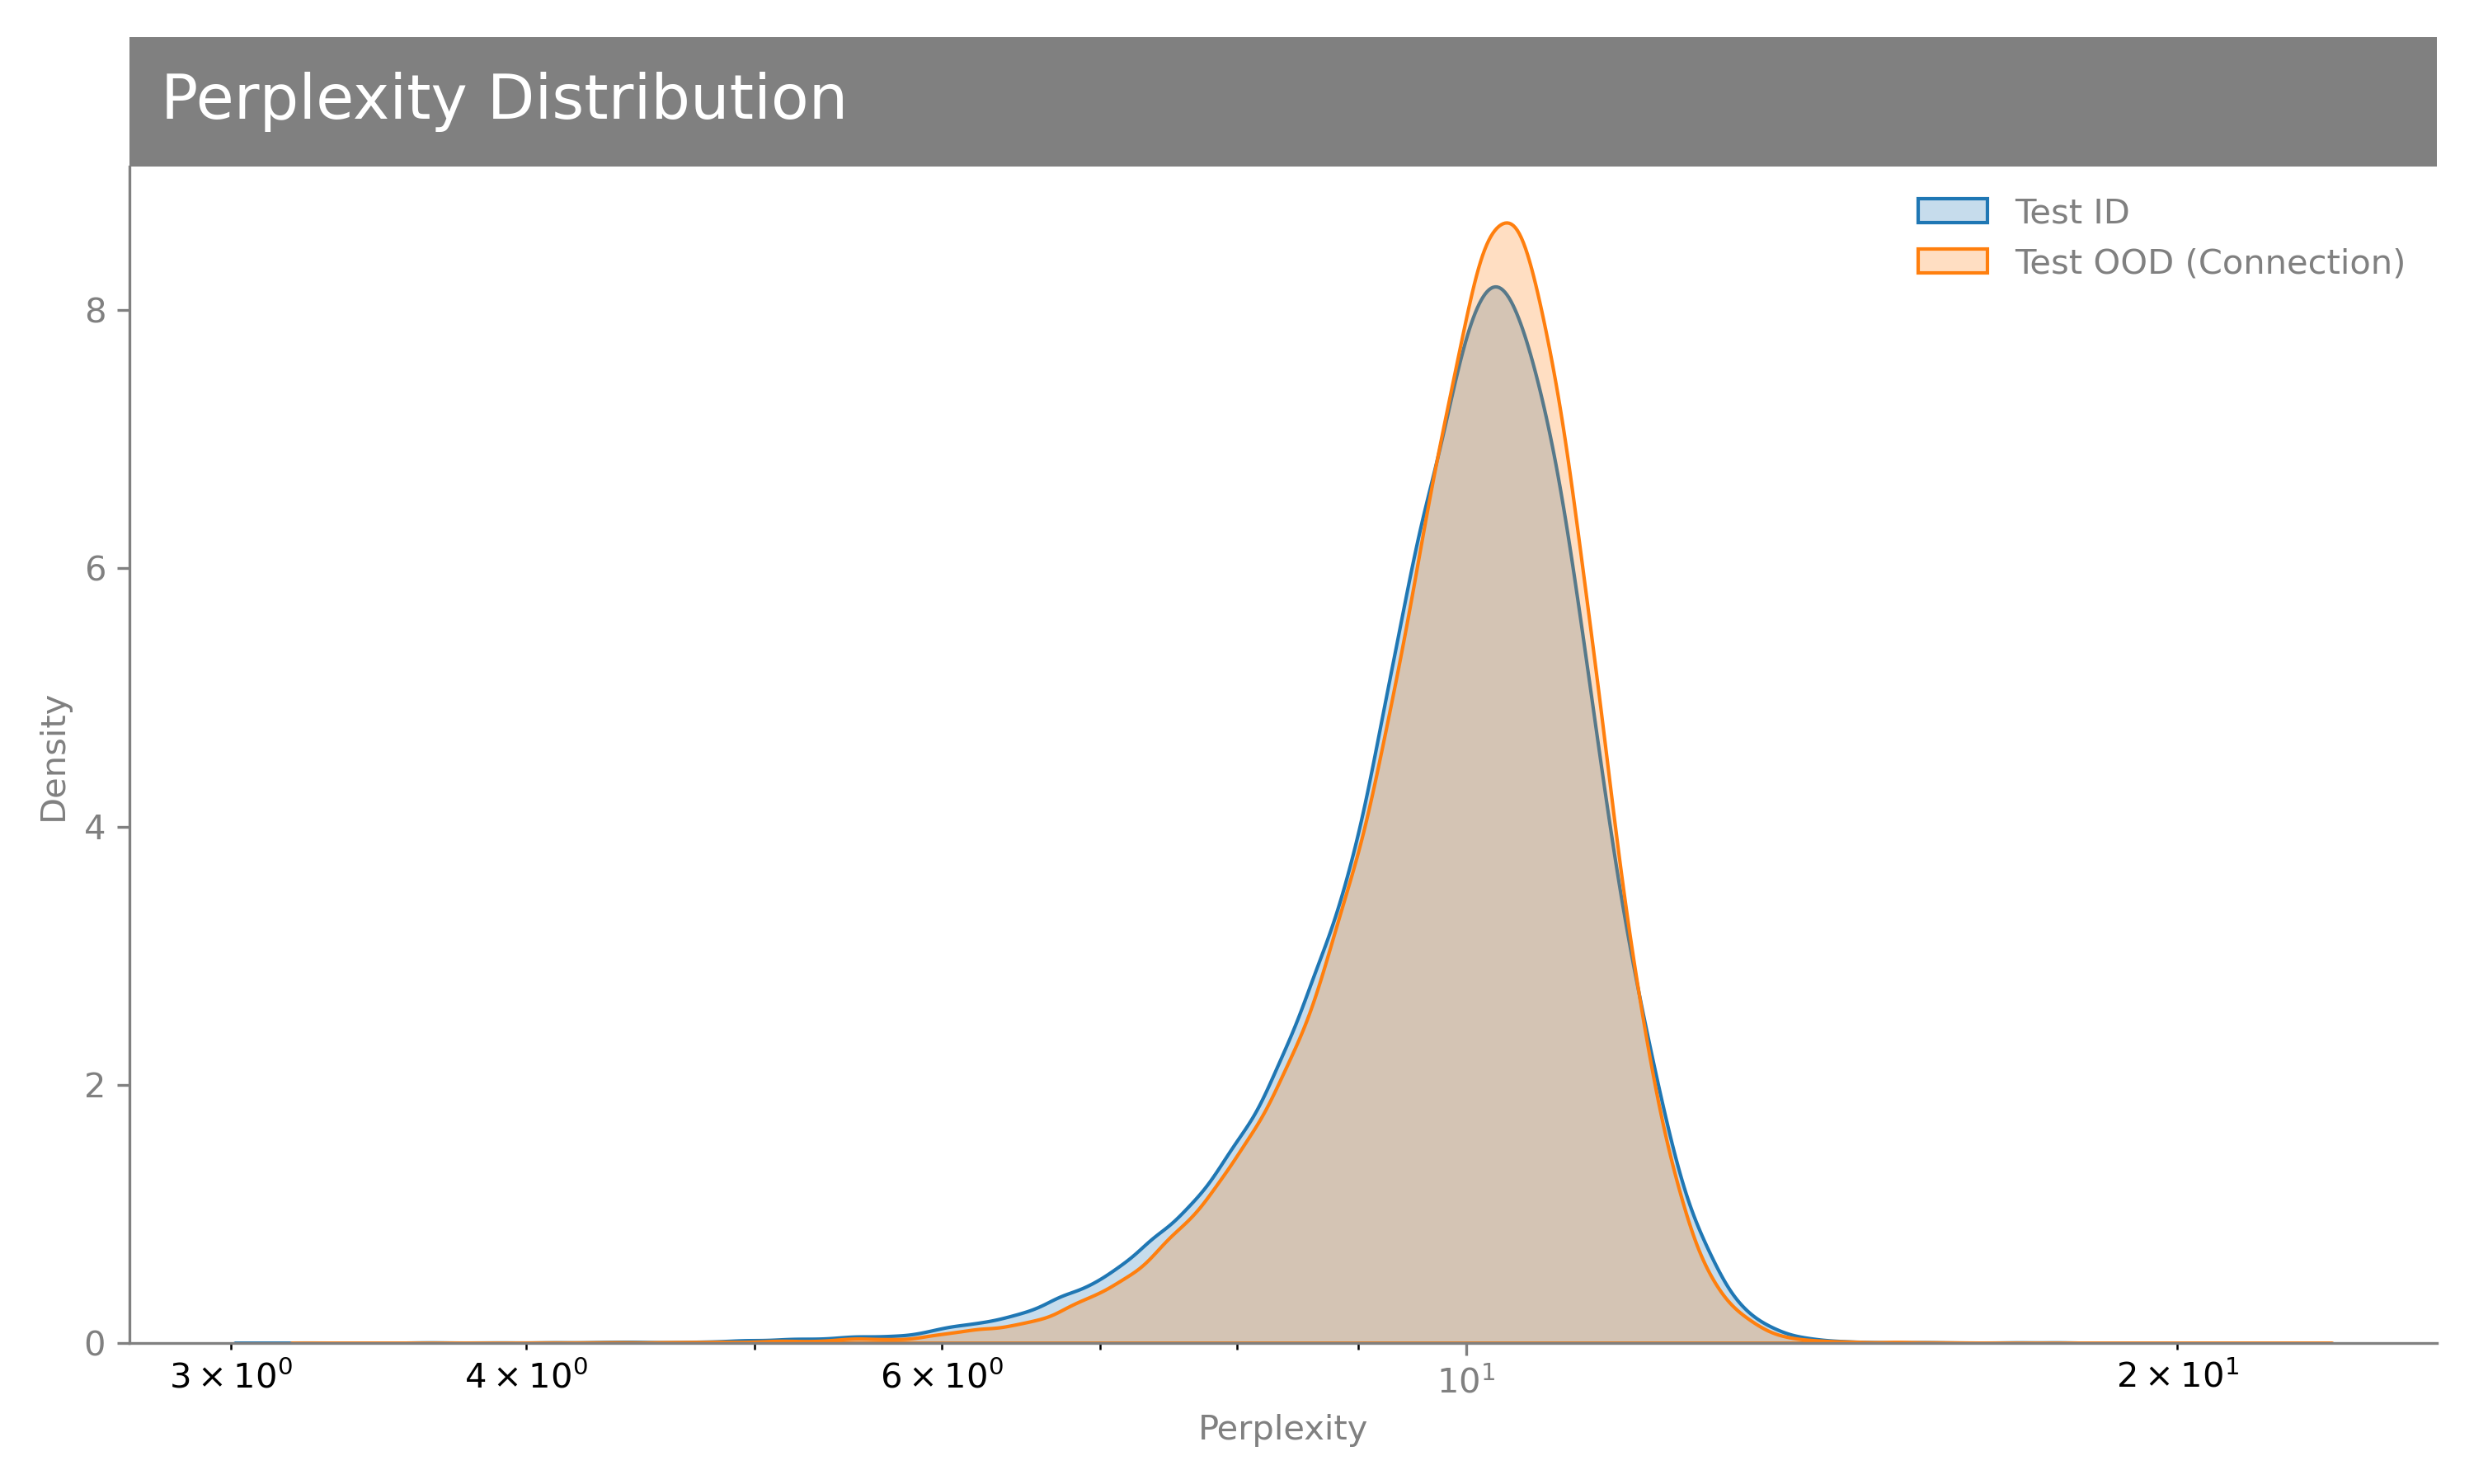 Perplexity Distribution
Test ID
Test OOD (Connection)
8
6
4
2
0
Density
3 × 10⁰
4 × 10⁰
6 × 10⁰
10¹
2 × 10¹
Perplexity